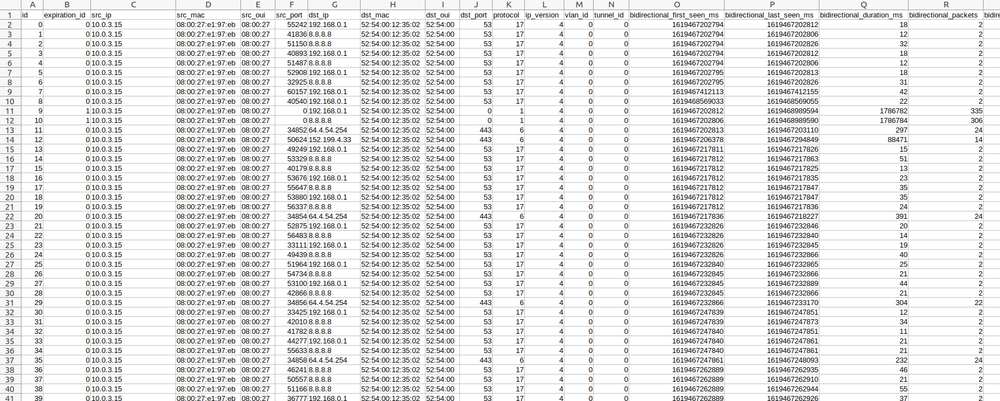 A B C D E F G H I J K L M N O P Q R
1 id expiration_id src_ip src_mac src_oui src_port dst_ip dst_mac dst_oui dst_port protocol ip_version vlan_id tunnel_id bidirectional_first_seen_ms bidirectional_last_seen_ms bidirectional_duration_ms bidirectional_packets bidire
2 0 0 10.0.3.15 08:00:27:e1:97:eb 08:00:27 55242 192.168.0.1 52:54:00:12:35:02 52:54:00 53 17 4 0 0 1619467202794 1619467202812 18 2
3 1 0 10.0.3.15 08:00:27:e1:97:eb 08:00:27 41836 8.8.8.8 52:54:00:12:35:02 52:54:00 53 17 4 0 0 1619467202794 1619467202806 12 2
4 2 0 10.0.3.15 08:00:27:e1:97:eb 08:00:27 51150 8.8.8.8 52:54:00:12:35:02 52:54:00 53 17 4 0 0 1619467202794 1619467202826 32 2
5 3 0 10.0.3.15 08:00:27:e1:97:eb 08:00:27 40893 192.168.0.1 52:54:00:12:35:02 52:54:00 53 17 4 0 0 1619467202794 1619467202812 18 2
6 4 0 10.0.3.15 08:00:27:e1:97:eb 08:00:27 51487 8.8.8.8 52:54:00:12:35:02 52:54:00 53 17 4 0 0 1619467202794 1619467202806 12 2
7 5 0 10.0.3.15 08:00:27:e1:97:eb 08:00:27 52908 192.168.0.1 52:54:00:12:35:02 52:54:00 53 17 4 0 0 1619467202795 1619467202813 18 2
8 6 0 10.0.3.15 08:00:27:e1:97:eb 08:00:27 32925 8.8.8.8 52:54:00:12:35:02 52:54:00 53 17 4 0 0 1619467202795 1619467202826 31 2
9 7 0 10.0.3.15 08:00:27:e1:97:eb 08:00:27 60157 192.168.0.1 52:54:00:12:35:02 52:54:00 53 17 4 0 0 1619467412113 1619467412155 42 2
10 8 0 10.0.3.15 08:00:27:e1:97:eb 08:00:27 40540 192.168.0.1 52:54:00:12:35:02 52:54:00 53 17 4 0 0 1619468569033 1619468569055 22 2
11 9 1 10.0.3.15 08:00:27:e1:97:eb 08:00:27 0 192.168.0.1 52:54:00:12:35:02 52:54:00 0 1 4 0 0 1619467202812 1619468989594 1786782 335
12 10 1 10.0.3.15 08:00:27:e1:97:eb 08:00:27 0 8.8.8.8 52:54:00:12:35:02 52:54:00 0 1 4 0 0 1619467202806 1619468989590 1786784 306
13 11 0 10.0.3.15 08:00:27:e1:97:eb 08:00:27 34852 64.4.54.254 52:54:00:12:35:02 52:54:00 443 6 4 0 0 1619467202813 1619467203110 297 24
14 12 0 10.0.3.15 08:00:27:e1:97:eb 08:00:27 50624 152.199.4.33 52:54:00:12:35:02 52:54:00 443 6 4 0 0 1619467206378 1619467294849 88471 14
15 13 0 10.0.3.15 08:00:27:e1:97:eb 08:00:27 49249 192.168.0.1 52:54:00:12:35:02 52:54:00 53 17 4 0 0 1619467217811 1619467217826 15 2
16 14 0 10.0.3.15 08:00:27:e1:97:eb 08:00:27 53329 8.8.8.8 52:54:00:12:35:02 52:54:00 53 17 4 0 0 1619467217812 1619467217863 51 2
17 15 0 10.0.3.15 08:00:27:e1:97:eb 08:00:27 40179 8.8.8.8 52:54:00:12:35:02 52:54:00 53 17 4 0 0 1619467217812 1619467217825 13 2
18 16 0 10.0.3.15 08:00:27:e1:97:eb 08:00:27 53676 192.168.0.1 52:54:00:12:35:02 52:54:00 53 17 4 0 0 1619467217812 1619467217835 23 2
19 17 0 10.0.3.15 08:00:27:e1:97:eb 08:00:27 55647 8.8.8.8 52:54:00:12:35:02 52:54:00 53 17 4 0 0 1619467217812 1619467217847 35 2
20 18 0 10.0.3.15 08:00:27:e1:97:eb 08:00:27 53880 192.168.0.1 52:54:00:12:35:02 52:54:00 53 17 4 0 0 1619467217812 1619467217847 35 2
21 19 0 10.0.3.15 08:00:27:e1:97:eb 08:00:27 56337 8.8.8.8 52:54:00:12:35:02 52:54:00 53 17 4 0 0 1619467217812 1619467217836 24 2
22 20 0 10.0.3.15 08:00:27:e1:97:eb 08:00:27 34854 64.4.54.254 52:54:00:12:35:02 52:54:00 443 6 4 0 0 1619467217836 1619467218227 391 24
23 21 0 10.0.3.15 08:00:27:e1:97:eb 08:00:27 52875 192.168.0.1 52:54:00:12:35:02 52:54:00 53 17 4 0 0 1619467232826 1619467232846 20 2
24 22 0 10.0.3.15 08:00:27:e1:97:eb 08:00:27 56483 8.8.8.8 52:54:00:12:35:02 52:54:00 53 17 4 0 0 1619467232826 1619467232840 14 2
25 23 0 10.0.3.15 08:00:27:e1:97:eb 08:00:27 33111 192.168.0.1 52:54:00:12:35:02 52:54:00 53 17 4 0 0 1619467232826 1619467232845 19 2
26 24 0 10.0.3.15 08:00:27:e1:97:eb 08:00:27 49439 8.8.8.8 52:54:00:12:35:02 52:54:00 53 17 4 0 0 1619467232826 1619467232866 40 2
27 25 0 10.0.3.15 08:00:27:e1:97:eb 08:00:27 51964 192.168.0.1 52:54:00:12:35:02 52:54:00 53 17 4 0 0 1619467232840 1619467232865 25 2
28 26 0 10.0.3.15 08:00:27:e1:97:eb 08:00:27 54734 8.8.8.8 52:54:00:12:35:02 52:54:00 53 17 4 0 0 1619467232845 1619467232866 21 2
29 27 0 10.0.3.15 08:00:27:e1:97:eb 08:00:27 53100 192.168.0.1 52:54:00:12:35:02 52:54:00 53 17 4 0 0 1619467232845 1619467232889 44 2
30 28 0 10.0.3.15 08:00:27:e1:97:eb 08:00:27 42866 8.8.8.8 52:54:00:12:35:02 52:54:00 53 17 4 0 0 1619467232845 1619467232866 21 2
31 29 0 10.0.3.15 08:00:27:e1:97:eb 08:00:27 34856 64.4.54.254 52:54:00:12:35:02 52:54:00 443 6 4 0 0 1619467232866 1619467233170 304 22
32 30 0 10.0.3.15 08:00:27:e1:97:eb 08:00:27 33425 192.168.0.1 52:54:00:12:35:02 52:54:00 53 17 4 0 0 1619467247839 1619467247851 12 2
33 31 0 10.0.3.15 08:00:27:e1:97:eb 08:00:27 42010 8.8.8.8 52:54:00:12:35:02 52:54:00 53 17 4 0 0 1619467247839 1619467247873 34 2
34 32 0 10.0.3.15 08:00:27:e1:97:eb 08:00:27 41782 8.8.8.8 52:54:00:12:35:02 52:54:00 53 17 4 0 0 1619467247840 1619467247851 11 2
35 33 0 10.0.3.15 08:00:27:e1:97:eb 08:00:27 44277 192.168.0.1 52:54:00:12:35:02 52:54:00 53 17 4 0 0 1619467247840 1619467247861 21 2
36 34 0 10.0.3.15 08:00:27:e1:97:eb 08:00:27 55633 8.8.8.8 52:54:00:12:35:02 52:54:00 53 17 4 0 0 1619467247840 1619467247861 21 2
37 35 0 10.0.3.15 08:00:27:e1:97:eb 08:00:27 34858 64.4.54.254 52:54:00:12:35:02 52:54:00 443 6 4 0 0 1619467247861 1619467248093 232 24
38 36 0 10.0.3.15 08:00:27:e1:97:eb 08:00:27 46241 8.8.8.8 52:54:00:12:35:02 52:54:00 53 17 4 0 0 1619467262889 1619467262935 46 2
39 37 0 10.0.3.15 08:00:27:e1:97:eb 08:00:27 50557 8.8.8.8 52:54:00:12:35:02 52:54:00 53 17 4 0 0 1619467262889 1619467262910 21 2
40 38 0 10.0.3.15 08:00:27:e1:97:eb 08:00:27 51166 8.8.8.8 52:54:00:12:35:02 52:54:00 53 17 4 0 0 1619467262889 1619467262944 55 2
41 39 0 10.0.3.15 08:00:27:e1:97:eb 08:00:27 36777 192.168.0.1 52:54:00:12:35:02 52:54:00 53 17 4 0 0 1619467262889 1619467262926 37 2